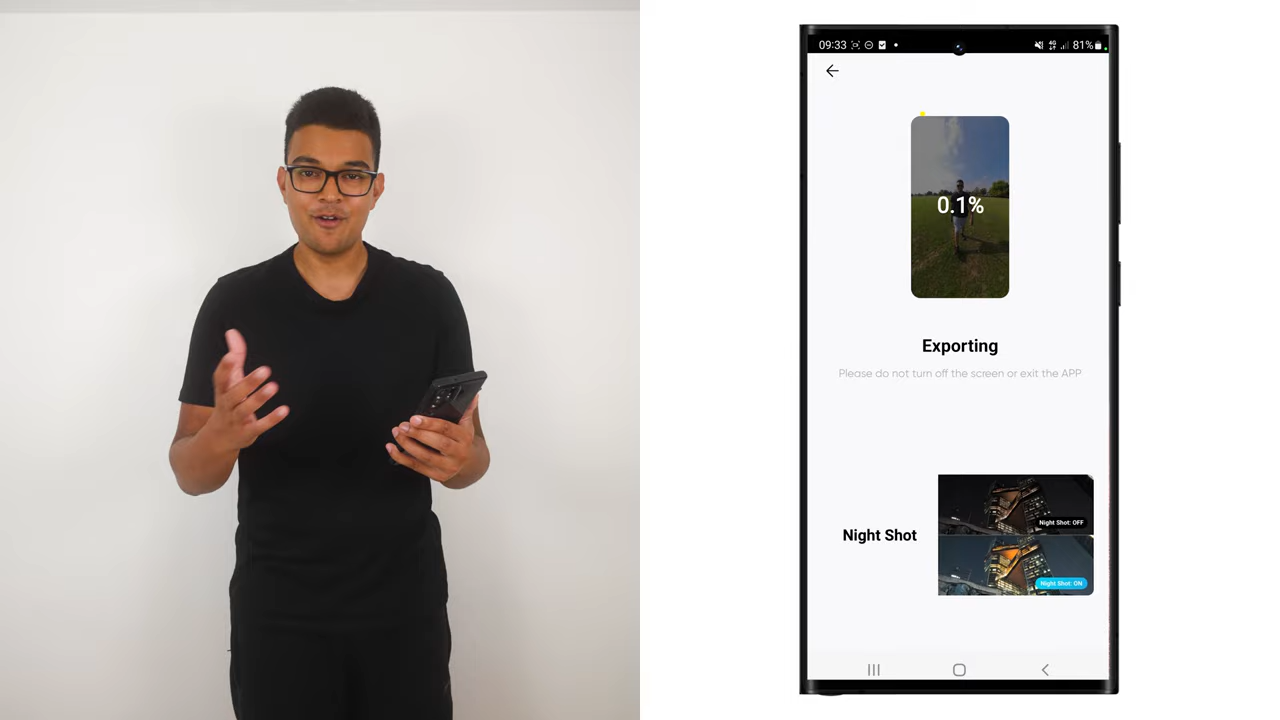 09:33
4G
81%
0.1%
Exporting
Please do not turn off the screen or exit the APP
Night Shot
Night Shot: OFF
Night Shot: ON